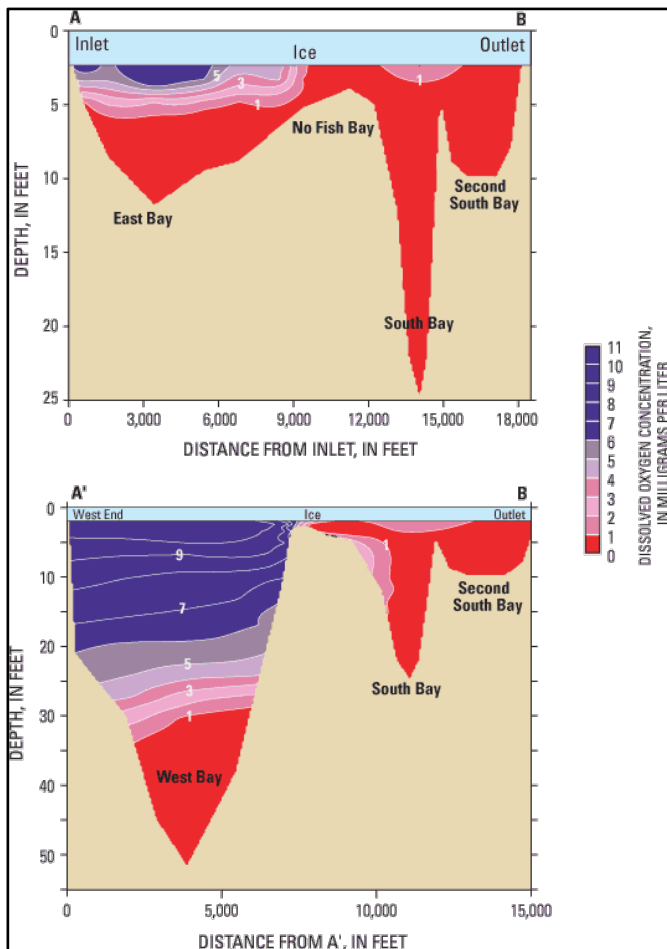 A
B
0
Inlet
Ice
Outlet
5
3
1
1
5
No Fish Bay
10
East Bay
Second
South Bay
15
20
South Bay
25
DEPTH, IN FEET
0
3,000
6,000
9,000
12,000
15,000
18,000
DISTANCE FROM INLET, IN FEET
11
10
9
8
7
6
5
4
3
2
1
0
DISSOLVED OXYGEN CONCENTRATION,
IN MILLIGRAMS PER LITER
A'
B
0
West End
Ice
Outlet
9
1
10
7
Second
South Bay
20
5
South Bay
3
30
1
West Bay
40
50
DEPTH, IN FEET
0
5,000
10,000
15,000
DISTANCE FROM A', IN FEET